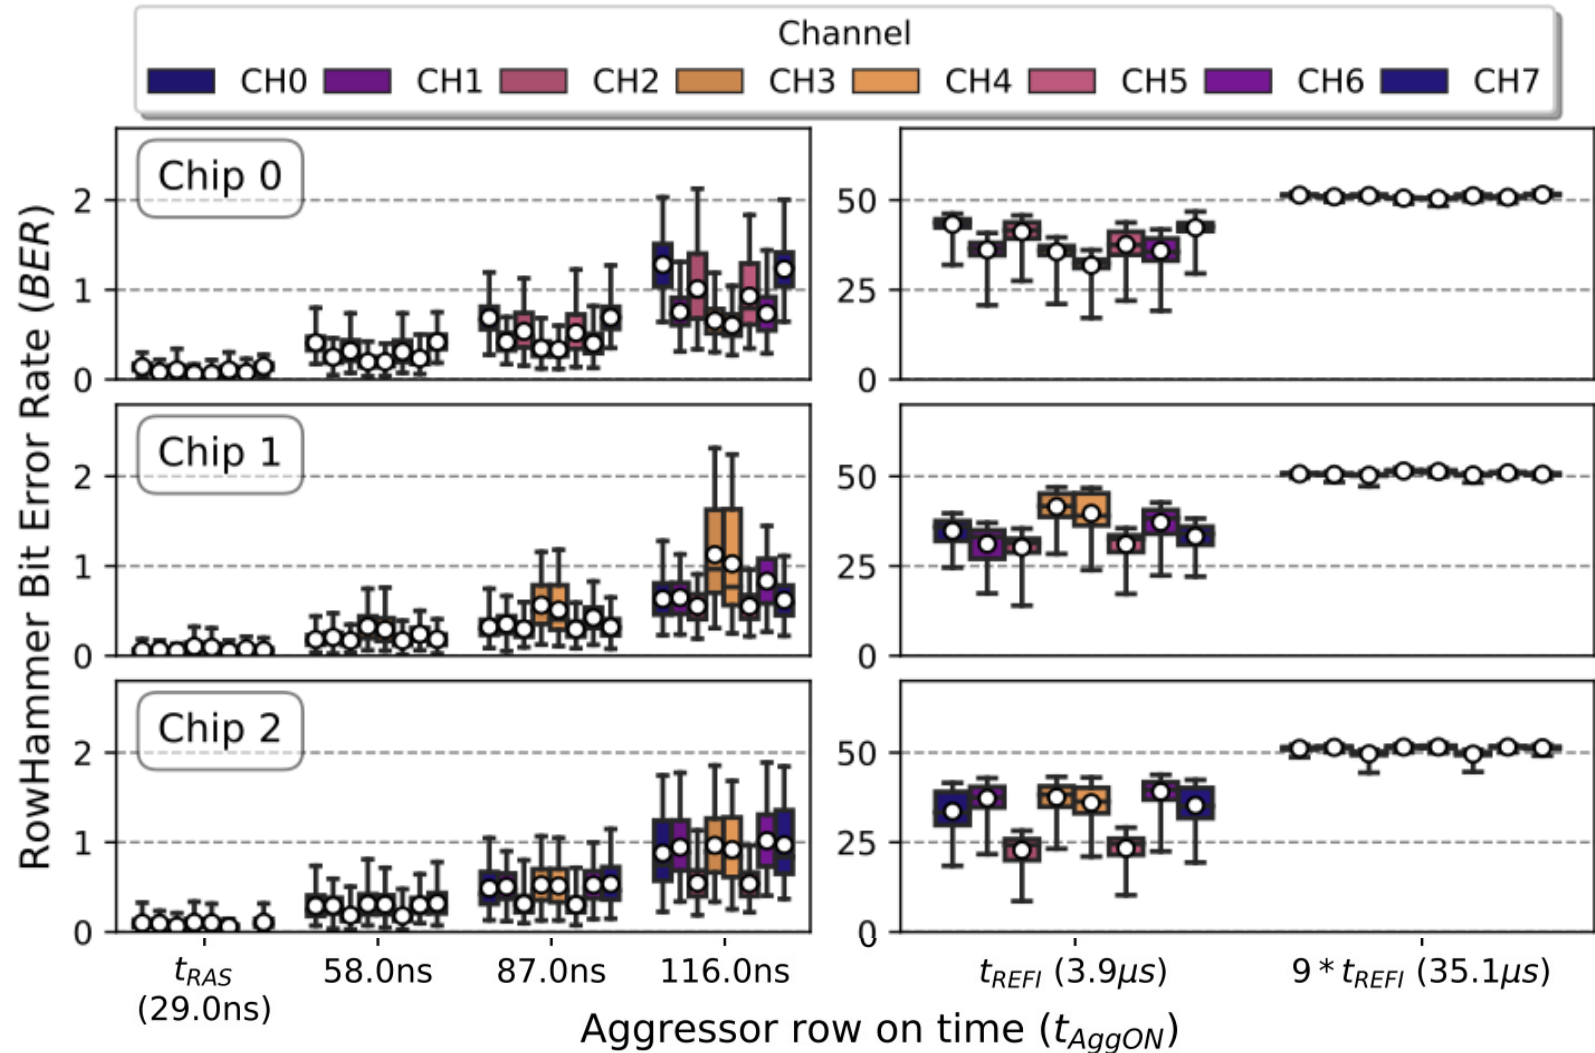 Channel
CH0 CH1 CH2 CH3 CH4 CH5 CH6 CH7
RowHammer Bit Error Rate (BER)
Chip 0
2
1
0
50
25
0
Chip 1
2
1
0
50
25
0
Chip 2
2
1
0
50
25
0
tRAS
(29.0ns)
58.0ns
87.0ns
116.0ns
tREFI (3.9μs)
9 * tREFI (35.1μs)
Aggressor row on time (tAggON)